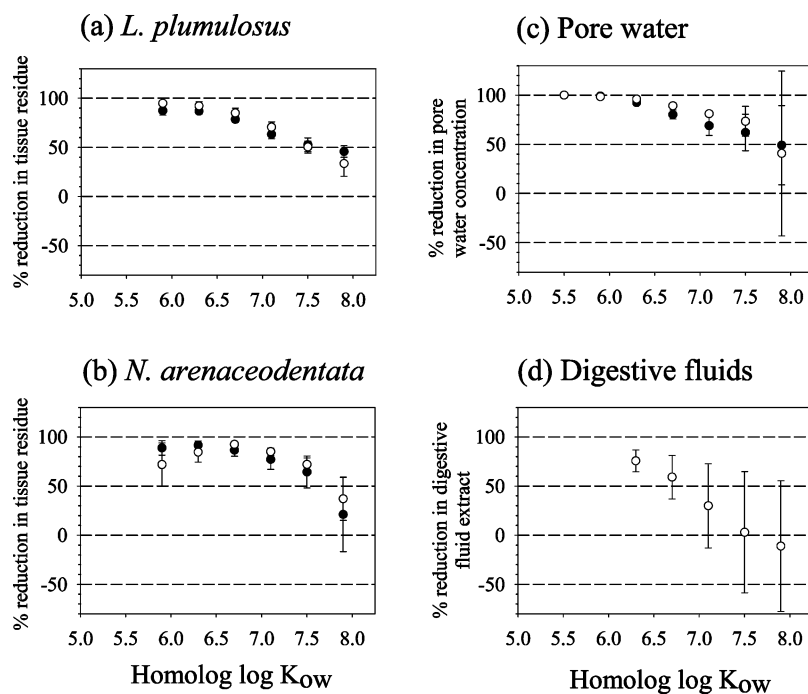 (a) L. plumulosus
% reduction in tissue residue
100
50
0
-50
5.0 5.5 6.0 6.5 7.0 7.5 8.0
(c) Pore water
% reduction in pore
water concentration
100
50
0
-50
5.0 5.5 6.0 6.5 7.0 7.5 8.0
(b) N. arenaceodentata
% reduction in tissue residue
100
50
0
-50
5.0 5.5 6.0 6.5 7.0 7.5 8.0
Homolog log KOW
(d) Digestive fluids
% reduction in digestive
fluid extract
100
50
0
-50
5.0 5.5 6.0 6.5 7.0 7.5 8.0
Homolog log KOW